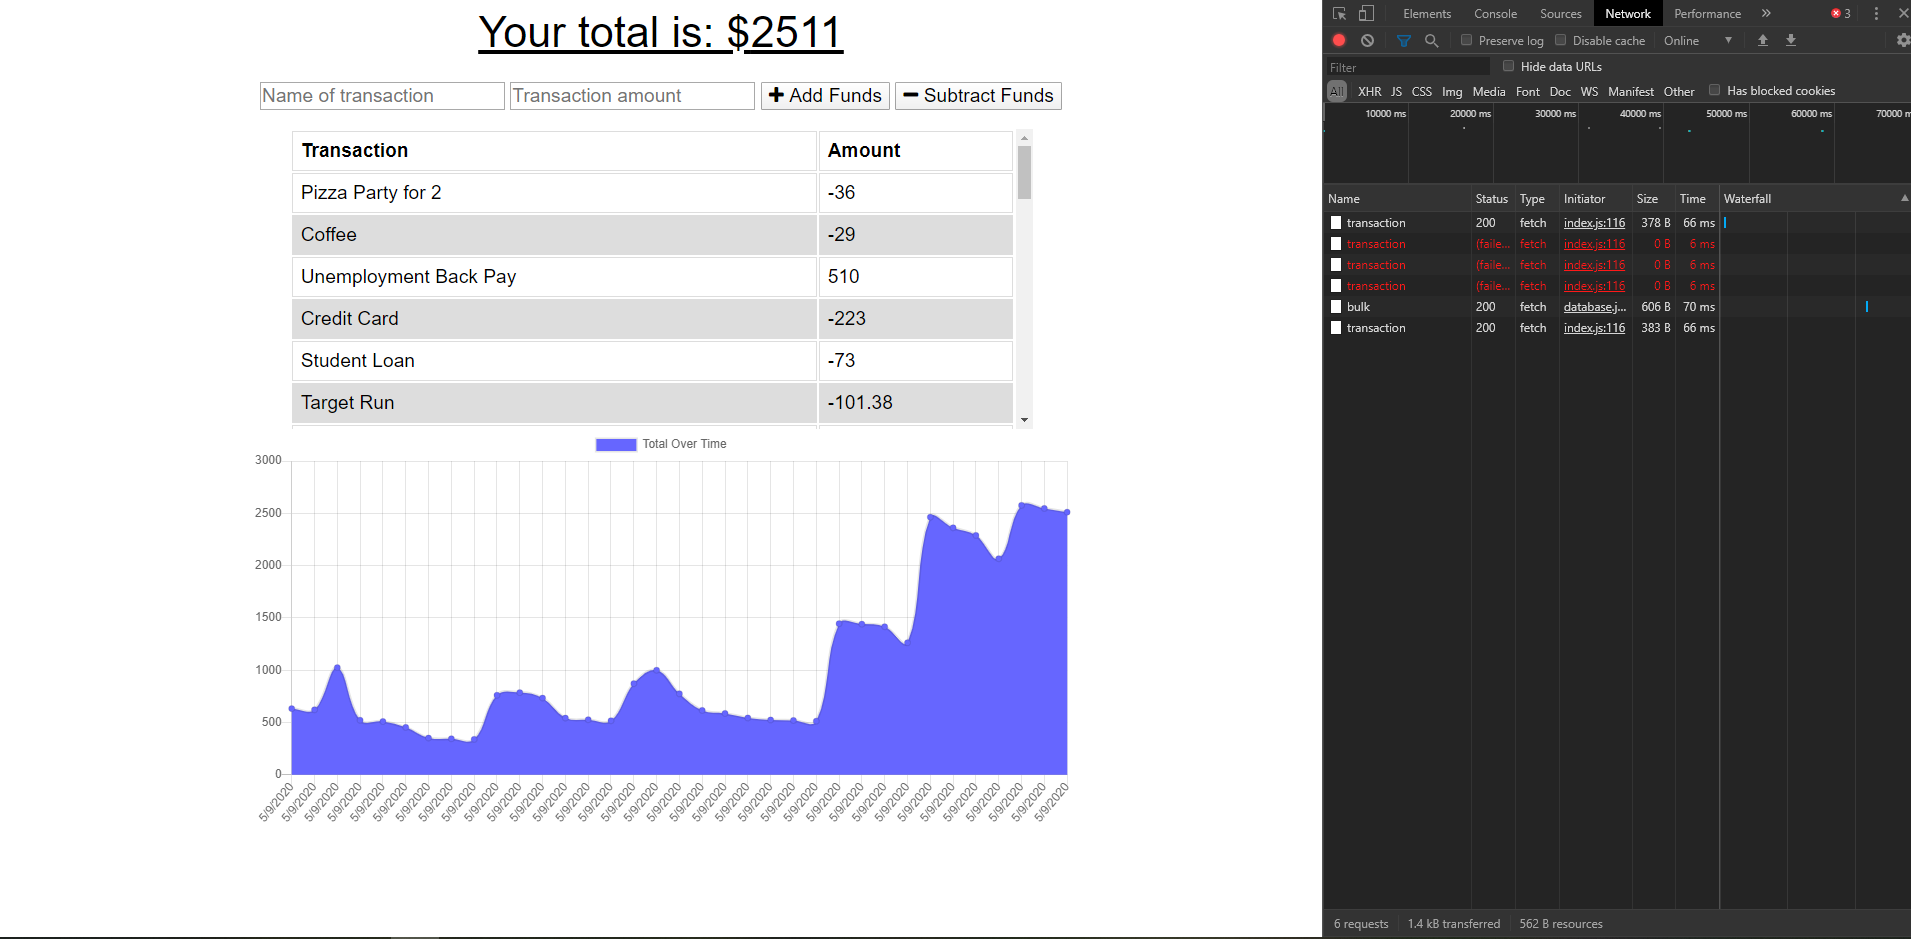 Your total is: $2511
Name of transaction Transaction amount Add Funds Subtract Funds
Transaction Amount
Pizza Party for 2 -36
Coffee -29
Unemployment Back Pay 510
Credit Card -223
Student Loan -73
Target Run -101.38
Total Over Time
3000
2500
2000
1500
1000
500
0
5/9/2020 5/9/2020 5/9/2020 5/9/2020 5/9/2020 5/9/2020 5/9/2020 5/9/2020 5/9/2020 5/9/2020 5/9/2020 5/9/2020 5/9/2020 5/9/2020 5/9/2020 5/9/2020 5/9/2020 5/9/2020 5/9/2020 5/9/2020 5/9/2020 5/9/2020 5/9/2020 5/9/2020 5/9/2020 5/9/2020 5/9/2020 5/9/2020 5/9/2020 5/9/2020 5/9/2020 5/9/2020 5/9/2020 5/9/2020 5/9/2020
Elements Console Sources Network Performance » 3
Preserve log Disable cache Online
Filter Hide data URLs
All XHR JS CSS Img Media Font Doc WS Manifest Other Has blocked cookies
10000 ms 20000 ms 30000 ms 40000 ms 50000 ms 60000 ms 70000 m
Name Status Type Initiator Size Time Waterfall
transaction 200 fetch index.js:116 378 B 66 ms
transaction (faile... fetch index.js:116 0 B 6 ms
transaction (faile... fetch index.js:116 0 B 6 ms
transaction (faile... fetch index.js:116 0 B 6 ms
bulk 200 fetch database.j... 606 B 70 ms
transaction 200 fetch index.js:116 383 B 66 ms
6 requests 1.4 kB transferred 562 B resources